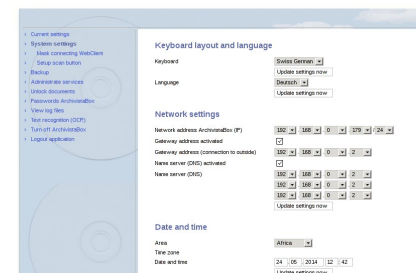 Current settings
System settings
Mask connecting WebClient
Setup scan button
Backup
Administrate services
Unlock documents
Passwords ArchivistaBox
View log files
Text recognition (OCR)
Turn off ArchivistaBox
Logout application
Keyboard layout and language
Keyboard Swiss German
Update settings now
Language Deutsch
Update settings now
Network settings
Network address ArchivistaBox (IP) 192 . 168 . 0 . 179 / 24
Gateway address activated
Gateway address (connection to outside) 192 . 168 . 0 . 2
Name server (DNS) activated
Name server (DNS) 192 . 168 . 0 . 2
192 . 168 . 0 . 2
192 . 168 . 0 . 2
Update settings now
Date and time
Area Africa
Time zone
Date and time 24 . 05 . 2014 12 : 42
Update settings now